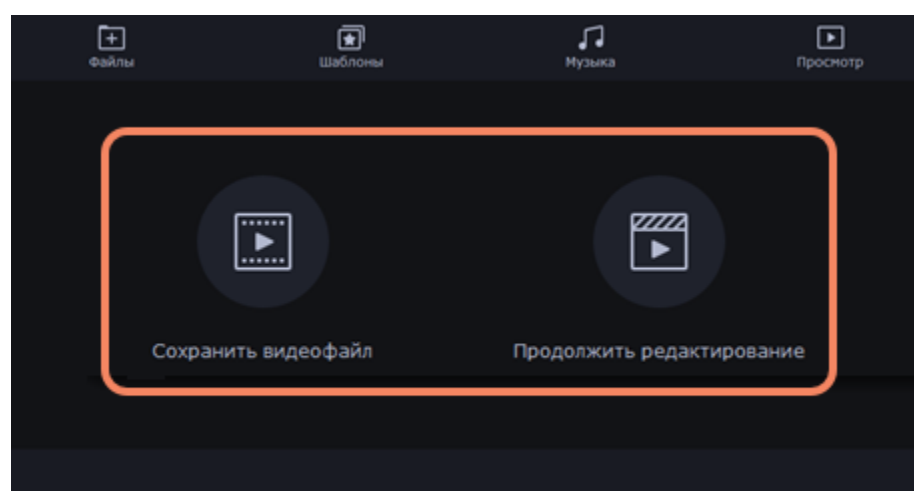 Файлы
Шаблоны
Музыка
Просмотр
Сохранить видеофайл
Продолжить редактирование